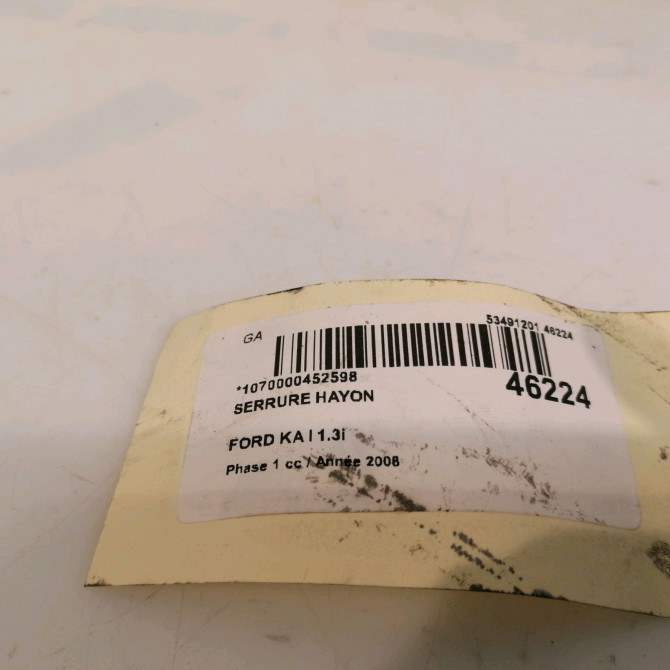 GA
53491201 46224
*1070000452598
46224
SERRURE HAYON
FORD KA I 1.3i
Phase 1 cc / Année 2008